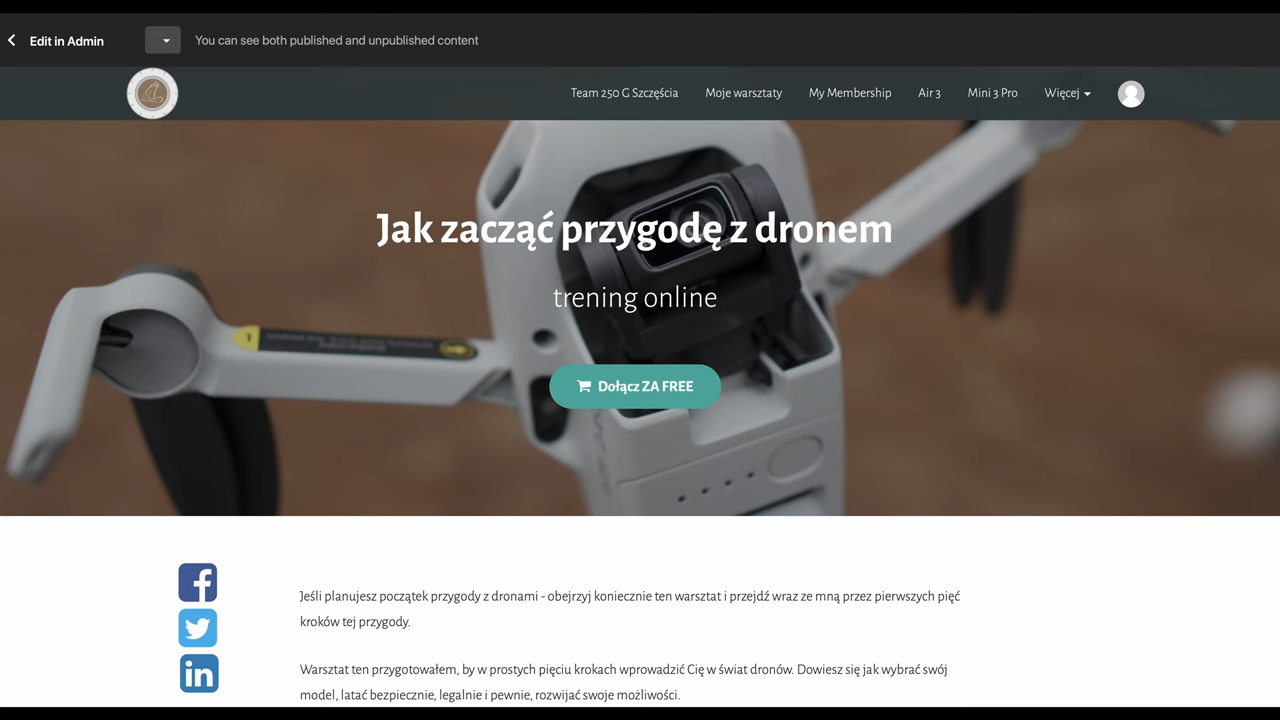 Edit in Admin
You can see both published and unpublished content
Team 250 G Szczęścia
Moje warsztaty
My Membership
Air 3
Mini 3 Pro
Więcej
Jak zacząć przygodę z dronem
trening online
Dołącz ZA FREE
Jeśli planujesz początek przygody z dronami - obejrzyj koniecznie ten warsztat i przejdź wraz ze mną przez pierwszych pięć
kroków tej przygody.
Warsztat ten przygotowałem, by w prostych pięciu krokach wprowadzić Cię w świat dronów. Dowiesz się jak wybrać swój
model, latać bezpiecznie, legalnie i pewnie, rozwijać swoje możliwości.